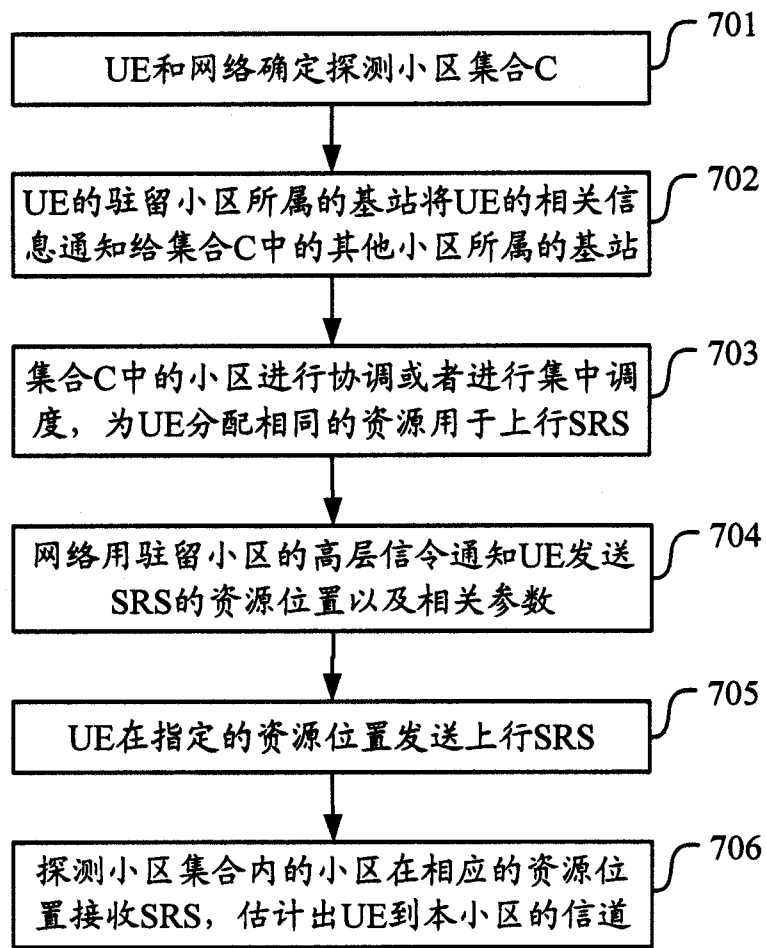 701
UE和网络确定探测小区集合C
702
UE的驻留小区所属的基站将UE的相关信
息通知给集合C中的其他小区所属的基站
703
集合C中的小区进行协调或者进行集中调
度，为UE分配相同的资源用于上行SRS
704
网络用驻留小区的高层信令通知UE发送
SRS的资源位置以及相关参数
705
UE在指定的资源位置发送上行SRS
706
探测小区集合内的小区在相应的资源位
置接收SRS，估计出UE到本小区的信道